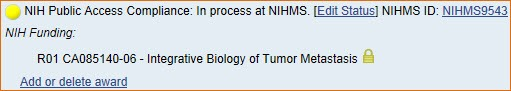 NIH Public Access Compliance: In process at NIHMS. [Edit Status] NIHMS ID: NIHMS9543
NIH Funding:
R01 CA085140-06 - Integrative Biology of Tumor Metastasis
Add or delete award